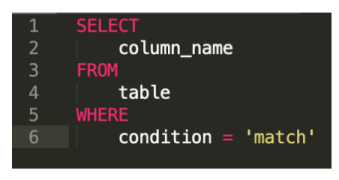 1 SELECT
2     column_name
3 FROM
4     table
5 WHERE
6     condition = 'match'